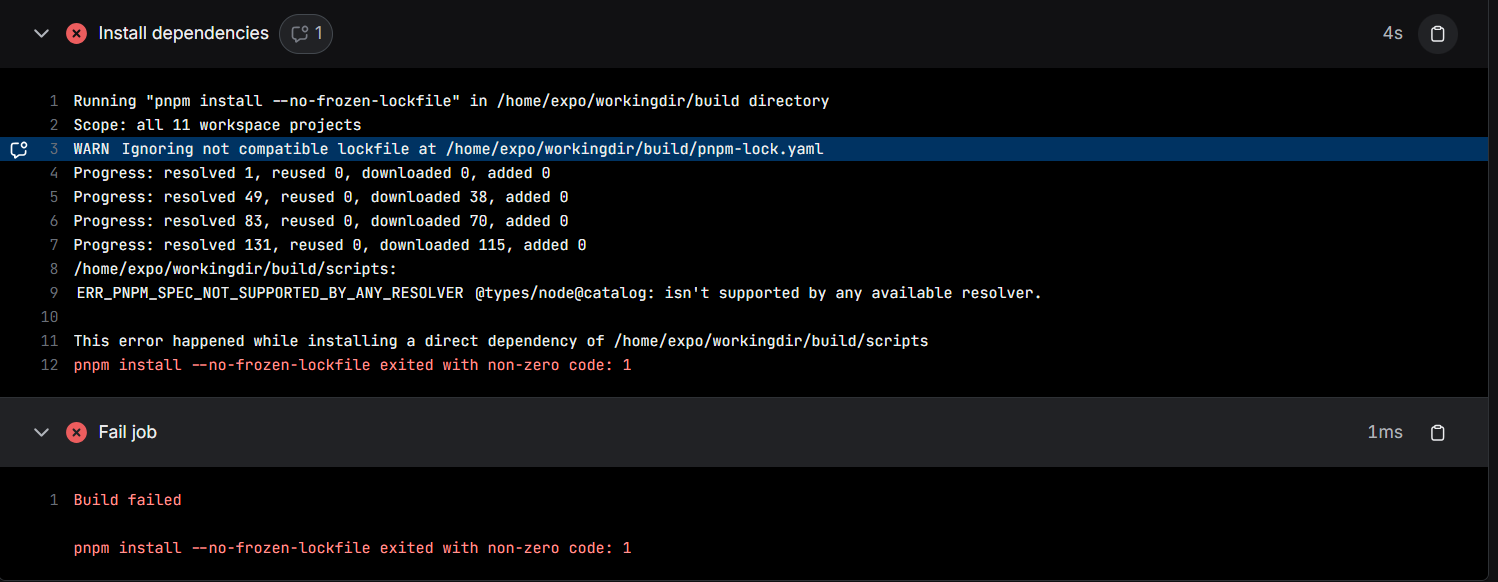 Install dependencies 1 4s
1 Running "pnpm install --no-frozen-lockfile" in /home/expo/workingdir/build directory
2 Scope: all 11 workspace projects
3 WARN Ignoring not compatible lockfile at /home/expo/workingdir/build/pnpm-lock.yaml
4 Progress: resolved 1, reused 0, downloaded 0, added 0
5 Progress: resolved 49, reused 0, downloaded 38, added 0
6 Progress: resolved 83, reused 0, downloaded 70, added 0
7 Progress: resolved 131, reused 0, downloaded 115, added 0
8 /home/expo/workingdir/build/scripts:
9 ERR_PNPM_SPEC_NOT_SUPPORTED_BY_ANY_RESOLVER @types/node@catalog: isn't supported by any available resolver.
10
11 This error happened while installing a direct dependency of /home/expo/workingdir/build/scripts
12 pnpm install --no-frozen-lockfile exited with non-zero code: 1
Fail job 1ms
1 Build failed
pnpm install --no-frozen-lockfile exited with non-zero code: 1